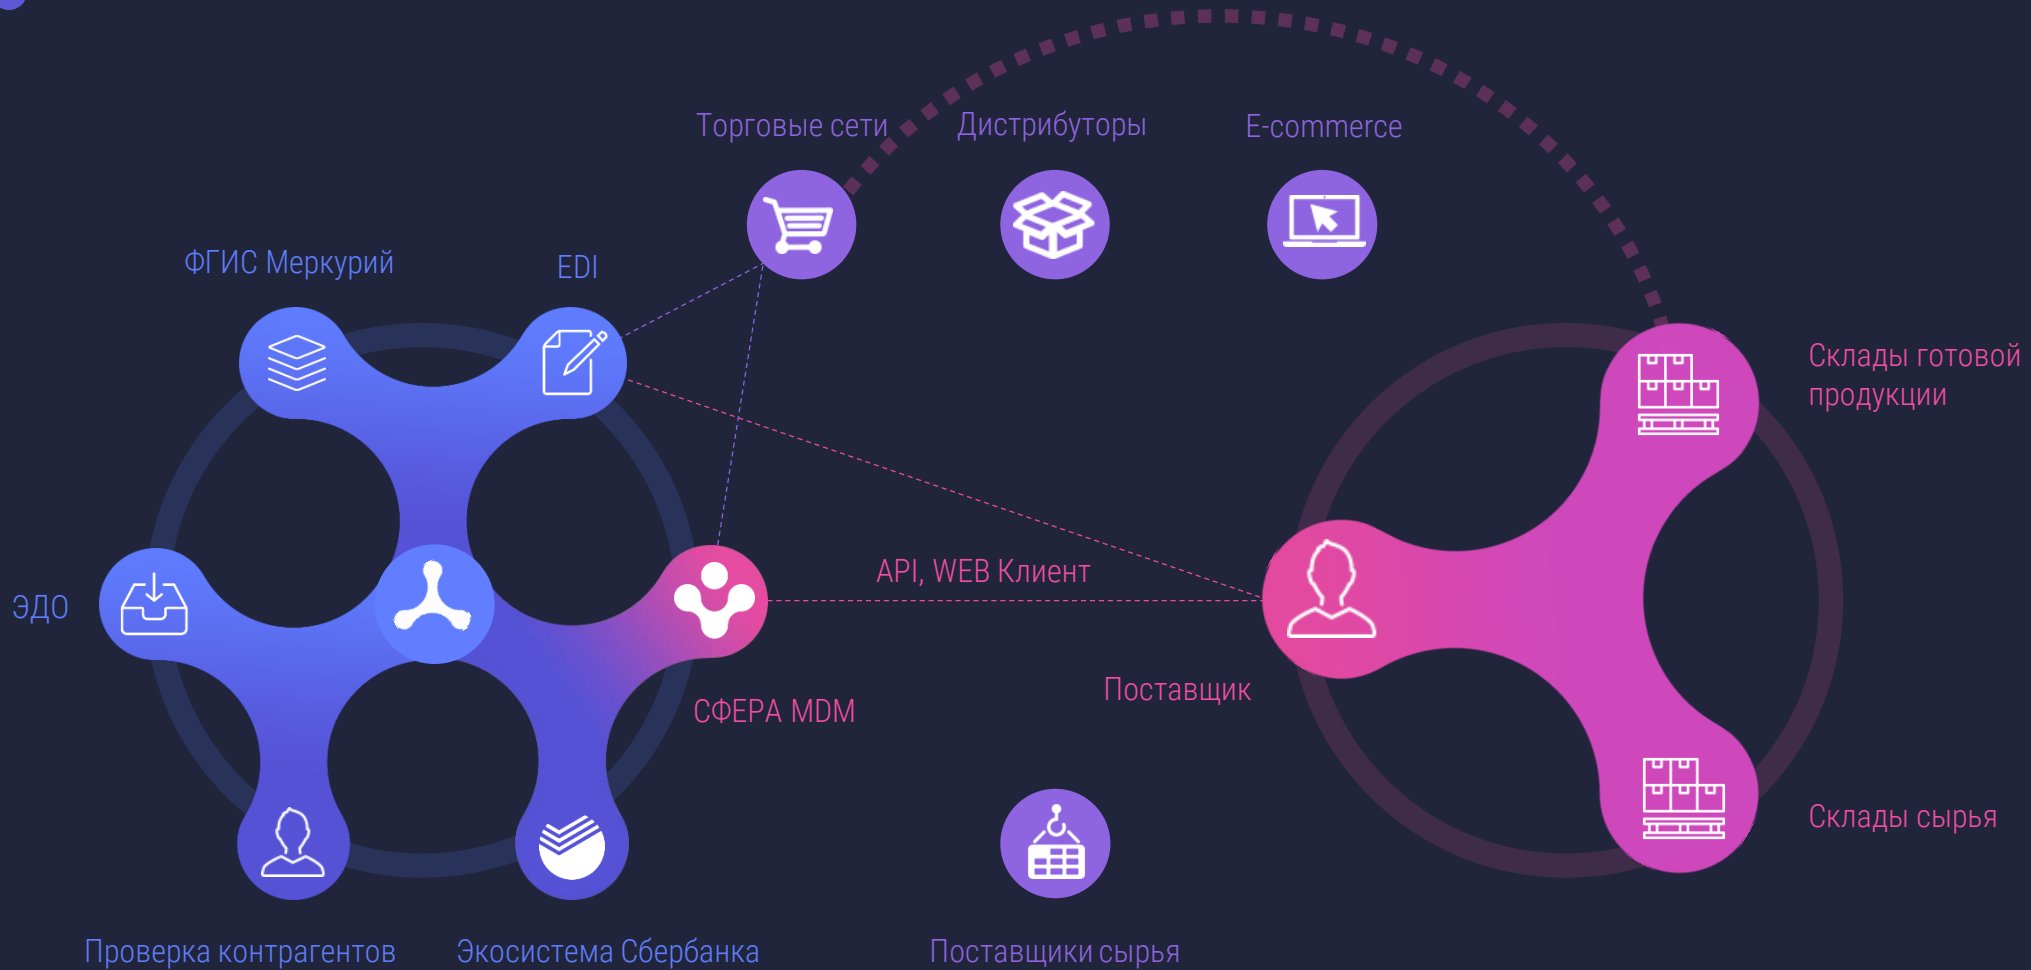 Торговые сети
Дистрибуторы
E-commerce
ФГИС Меркурий
EDI
Склады готовой
продукции
API, WEB Клиент
ЭДО
Поставщик
СФЕРА MDM
Склады сырья
Проверка контрагентов
Экосистема Сбербанка
Поставщики сырья